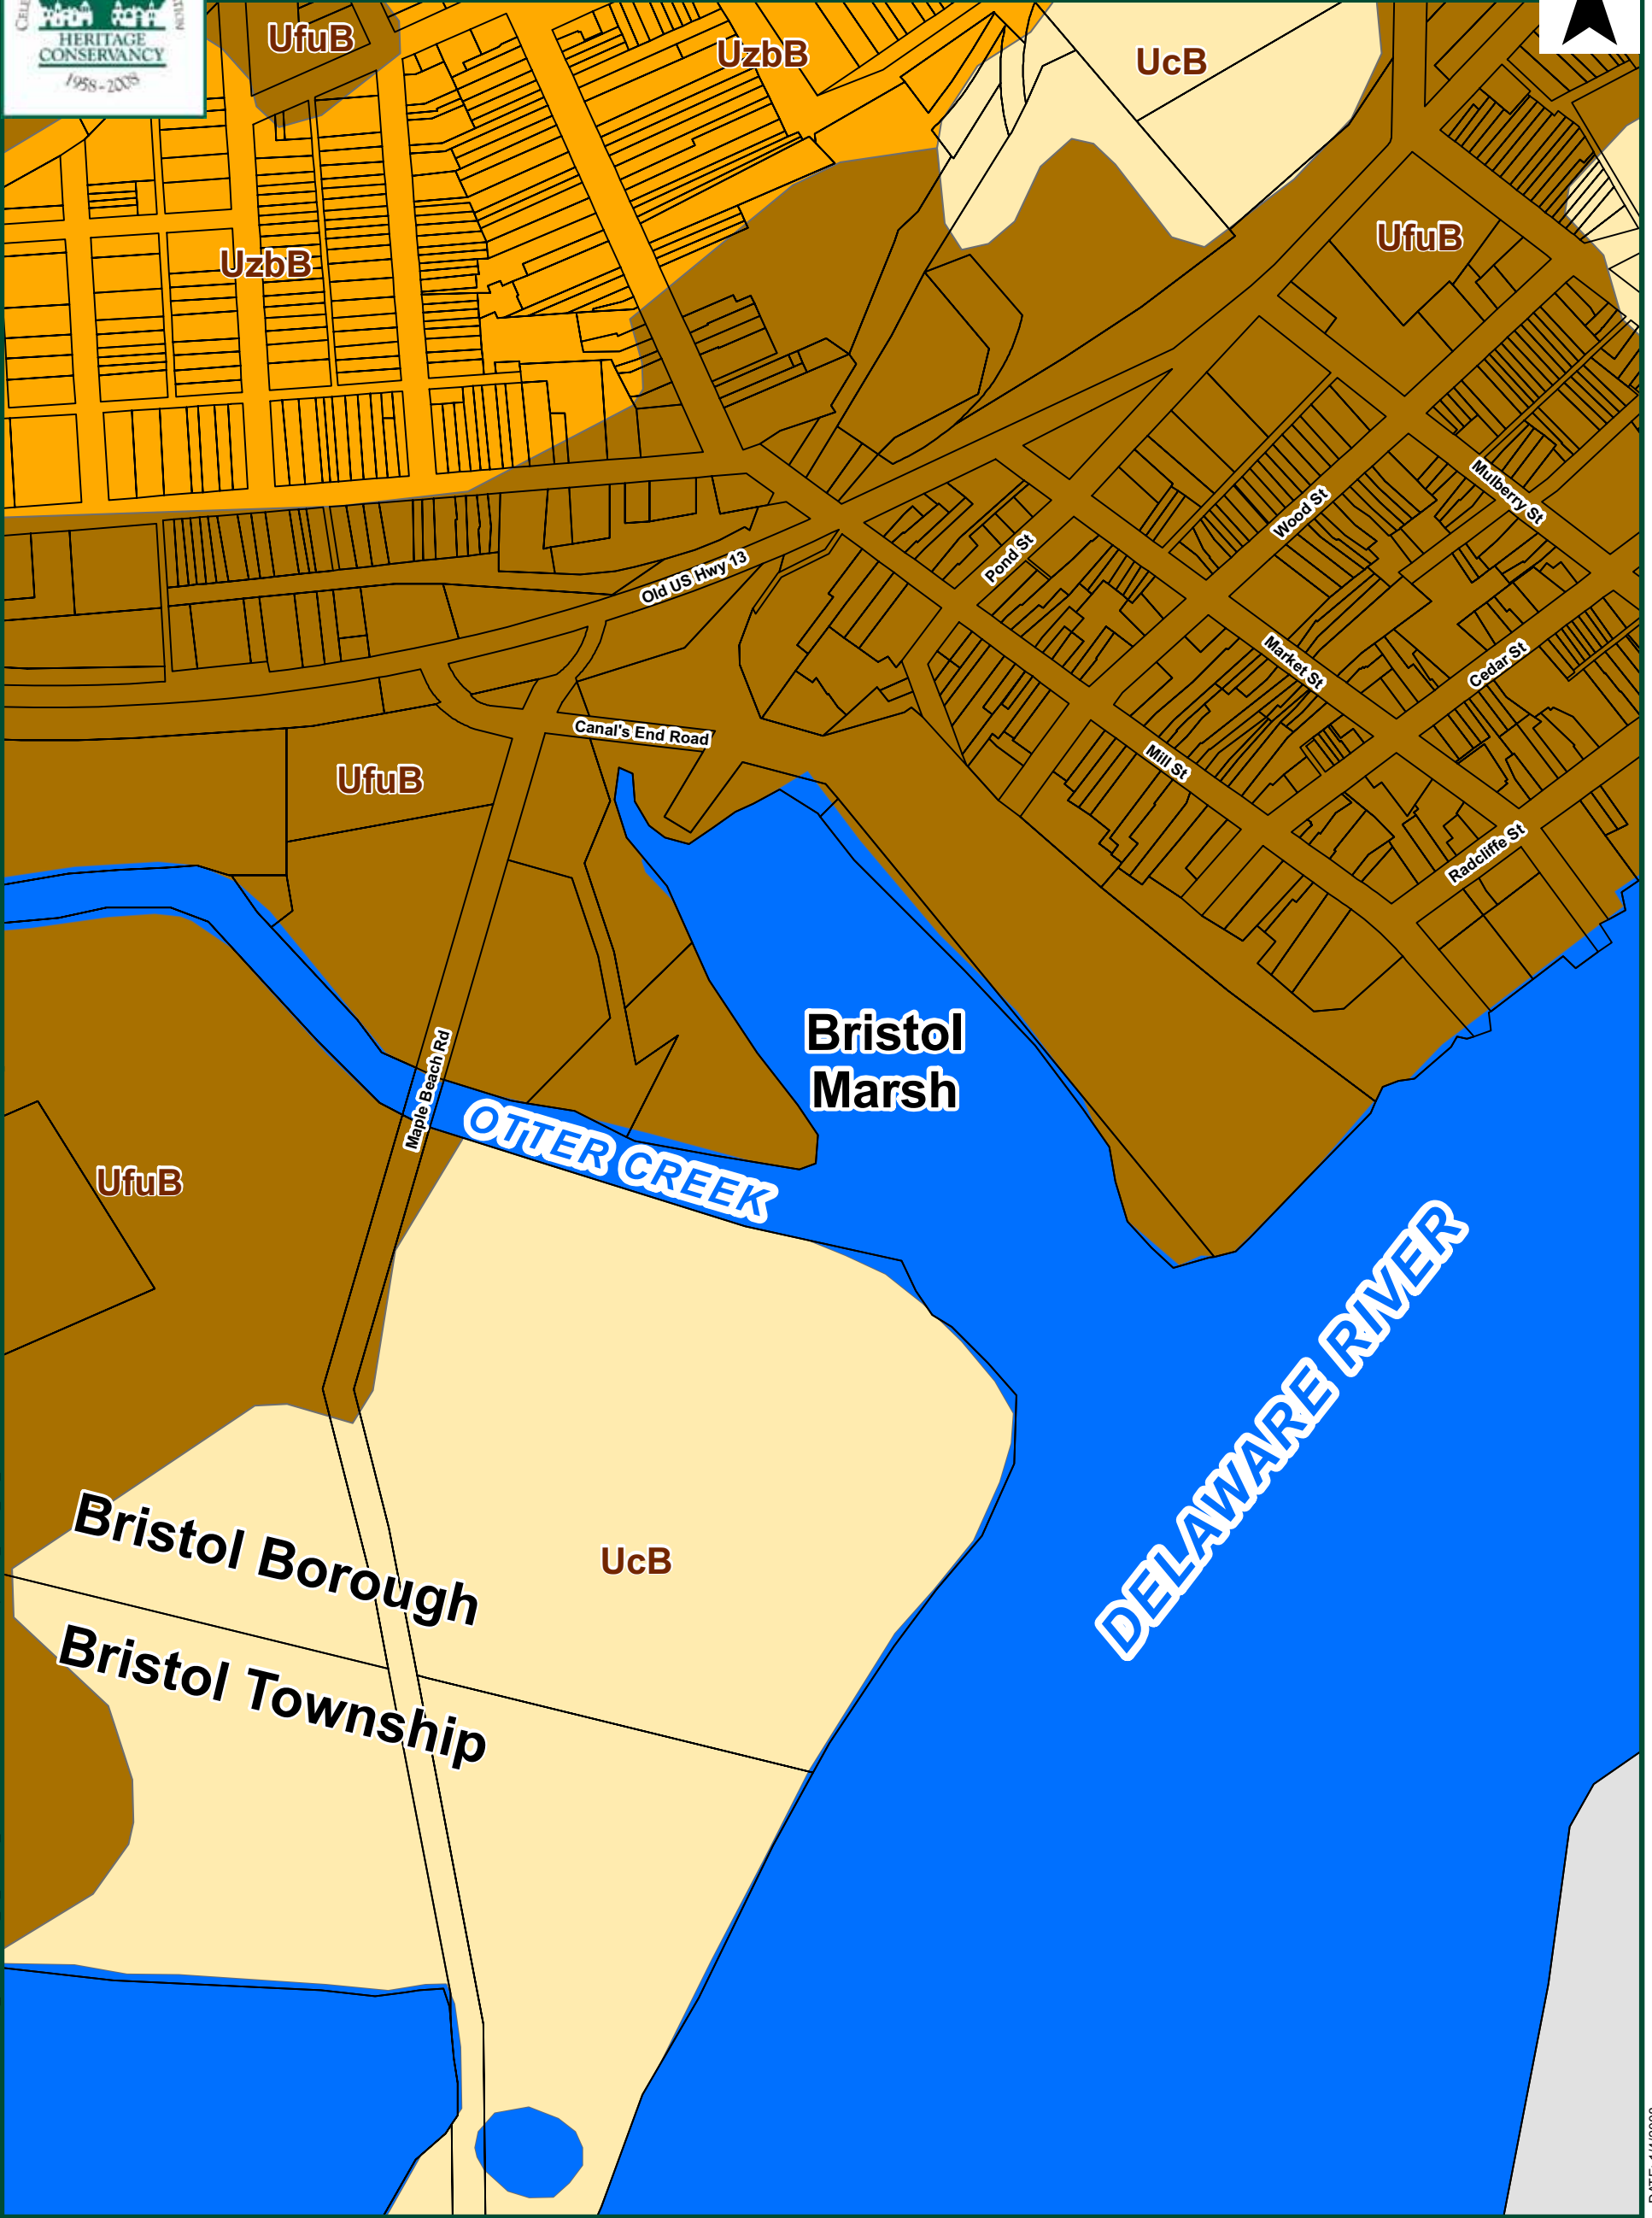 HERITAGE
CONSERVANCY
1958-2008
UfuB
UzbB
UcB
UzbB
UfuB
Mulberry St
Wood St
Pond St
Old US Hwy 13
Market St
Cedar St
Canal's End Road
Mill St
UfuB
Radcliffe St
Bristol
Marsh
Maple Beach Rd
OTTER CREEK
UfuB
DELAWARE RIVER
Bristol Borough
UcB
Bristol Township